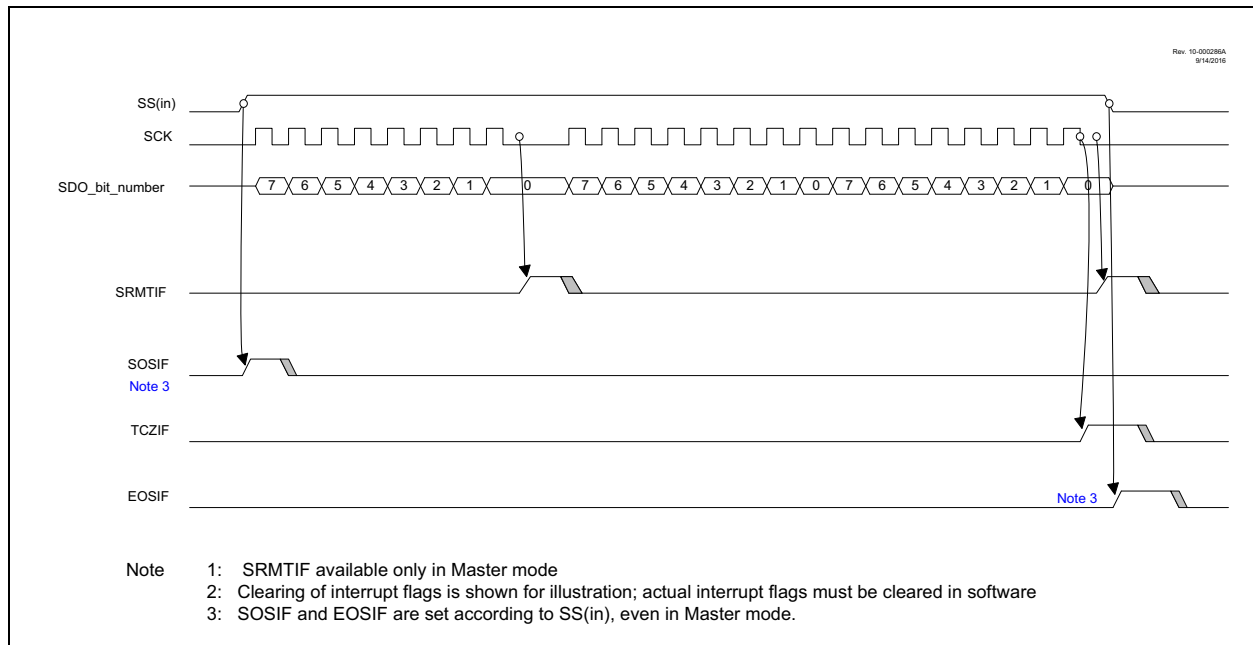 Rev. 10-000286A
9/14/2016
SS(in)
SCK
SDO_bit_number
7 6 5 4 3 2 1 0 7 6 5 4 3 2 1 0 7 6 5 4 3 2 1 0
SRMTIF
SOSIF
Note 3
TCZIF
EOSIF
Note 3
Note 1: SRMTIF available only in Master mode
2: Clearing of interrupt flags is shown for illustration; actual interrupt flags must be cleared in software
3: SOSIF and EOSIF are set according to SS(in), even in Master mode.